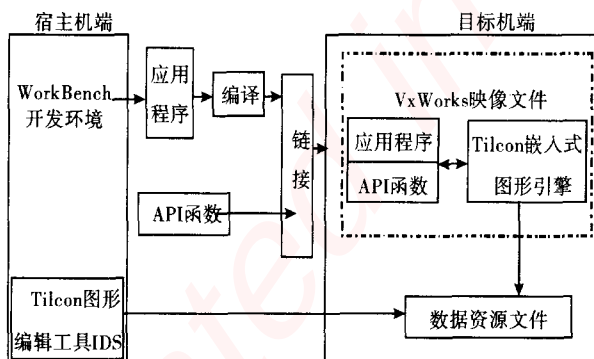 宿主机端
目标机端
WorkBench
开发环境
应用
程序
编译
链
接
API函数
VxWorks映像文件
应用程序
API函数
Tilcon嵌入式
图形引擎
Tilcon图形
编辑工具IDS
数据资源文件